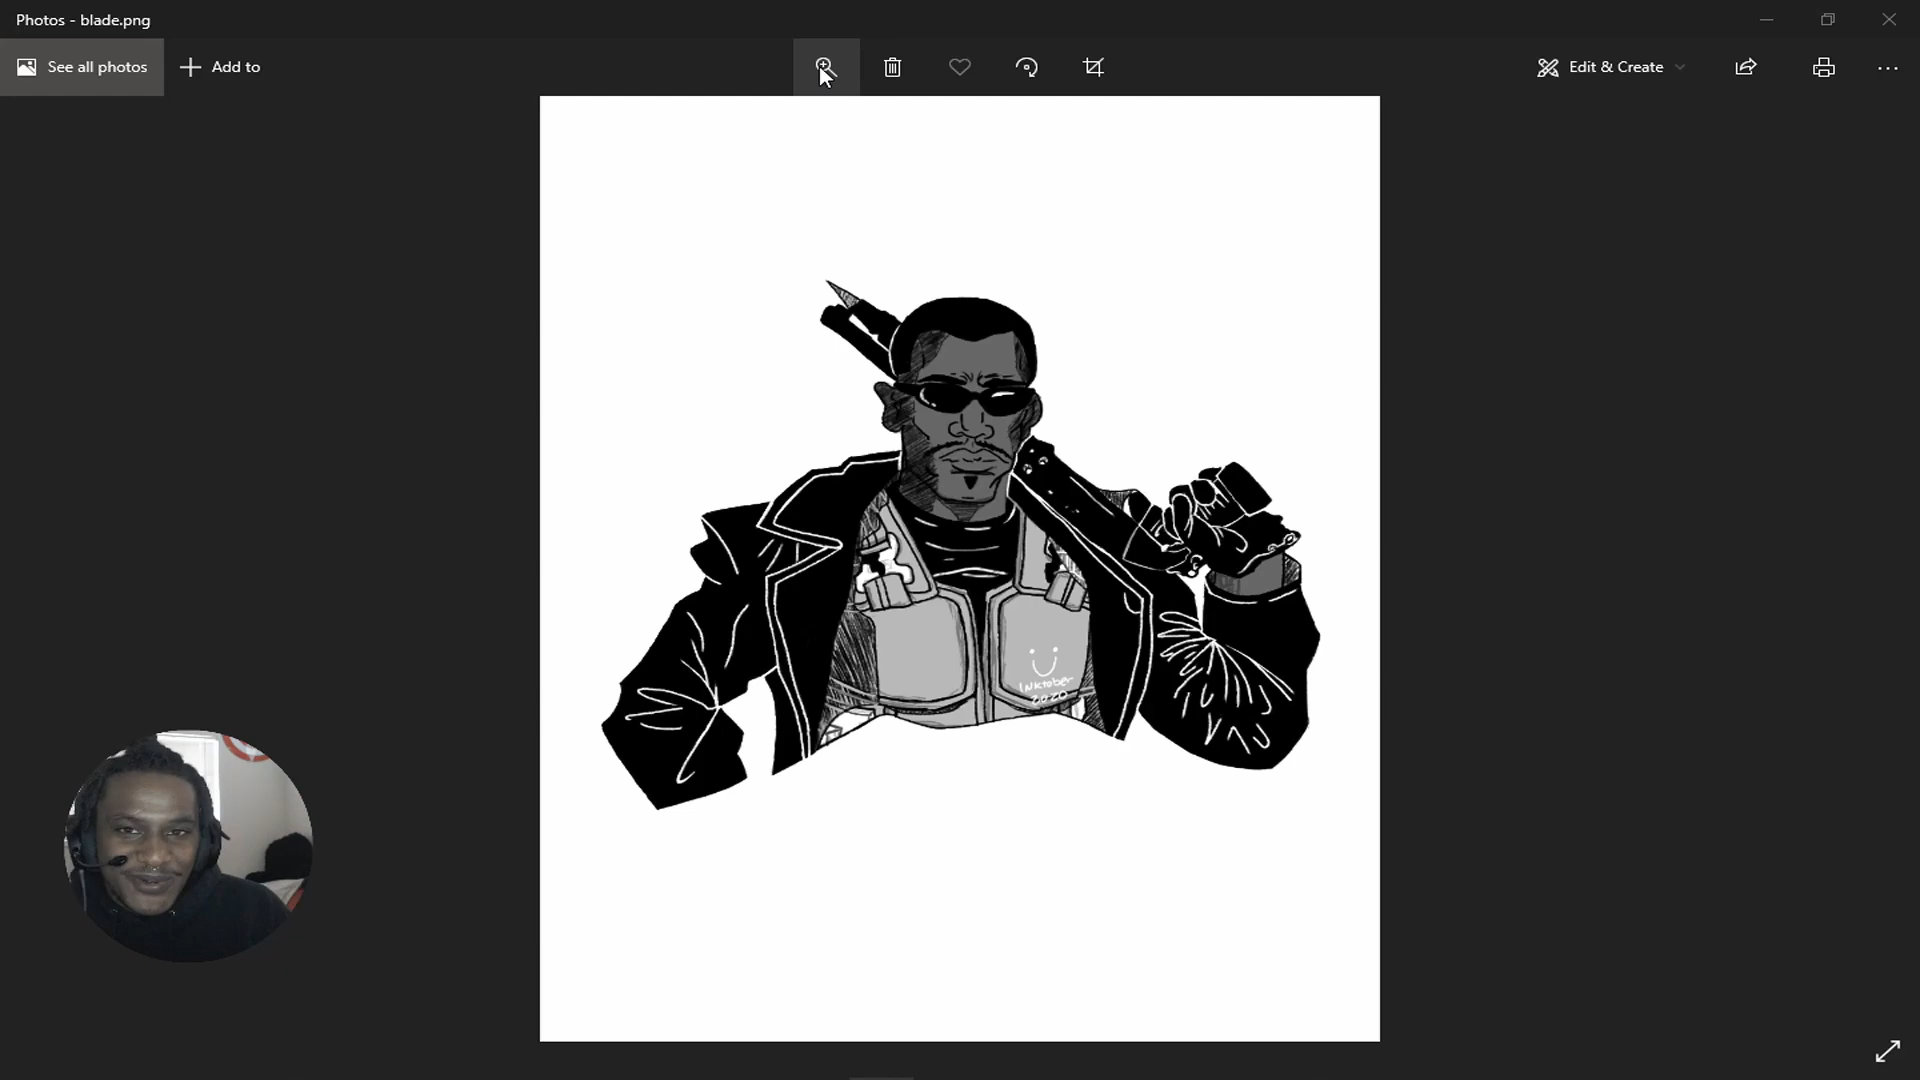 Photos - blade.png
See all photos
Add to
Edit & Create
Inktober
2020